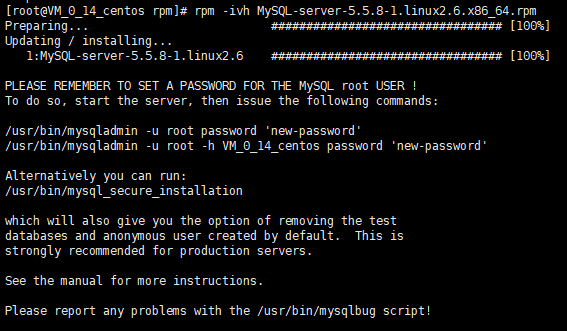 [root@VM_0_14_centos rpm]# rpm -ivh MySQL-server-5.5.8-1.linux2.6.x86_64.rpm
Preparing...                          ################################# [100%]
Updating / installing...
   1:MySQL-server-5.5.8-1.linux2.6    ################################# [100%]

PLEASE REMEMBER TO SET A PASSWORD FOR THE MySQL root USER !
To do so, start the server, then issue the following commands:

/usr/bin/mysqladmin -u root password 'new-password'
/usr/bin/mysqladmin -u root -h VM_0_14_centos password 'new-password'

Alternatively you can run:
/usr/bin/mysql_secure_installation

which will also give you the option of removing the test
databases and anonymous user created by default.  This is
strongly recommended for production servers.

See the manual for more instructions.

Please report any problems with the /usr/bin/mysqlbug script!